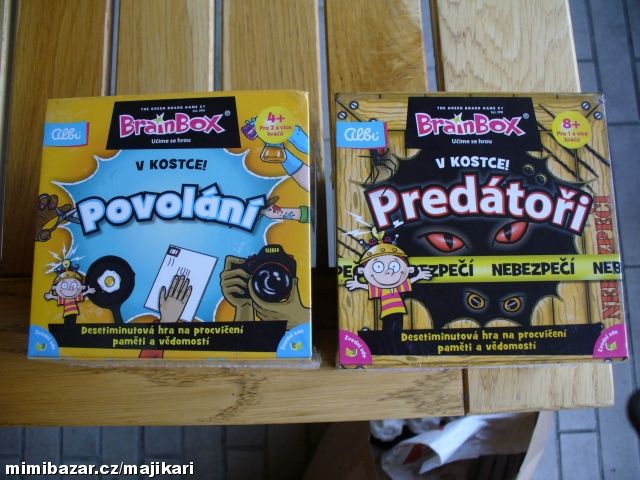 Albi
THE GREEN BOARD GAME CO
BrainBox®
Učíme se hrou
4+
Pro 2 a více
hráčů
V KOSTCE!
Povolání
Desetiminutová hra na procvičení
paměti a vědomostí
Albi
THE GREEN BOARD GAME CO
BrainBox®
Učíme se hrou
8+
Pro 1 a více
hráčů
V KOSTCE!
Predátoři
NEBEZPEČÍ
Desetiminutová hra na procvičení
paměti a vědomostí
mimibazar.cz/majikari